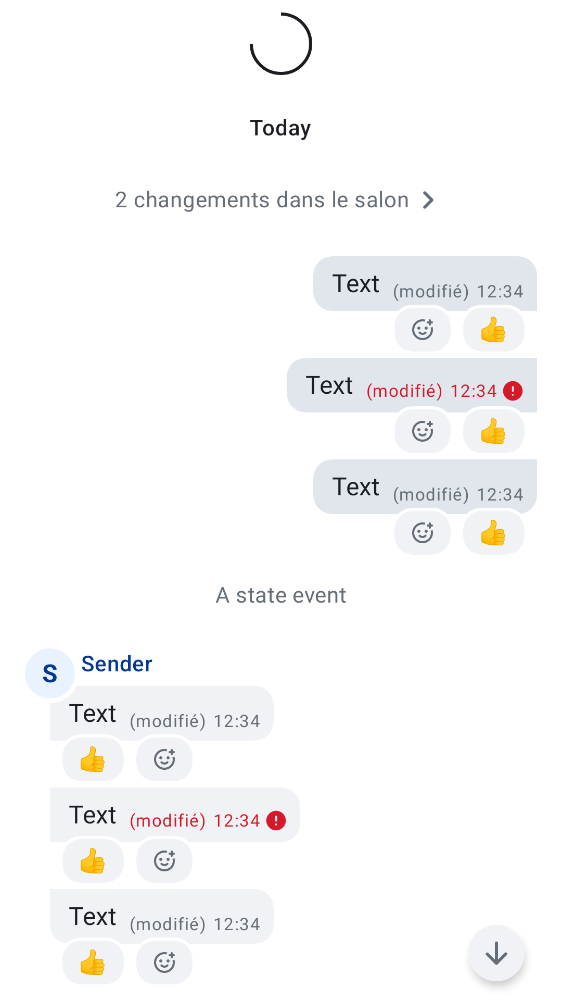 Today
2 changements dans le salon
Text (modifié) 12:34
Text (modifié) 12:34
Text (modifié) 12:34
A state event
S Sender
Text (modifié) 12:34
Text (modifié) 12:34
Text (modifié) 12:34